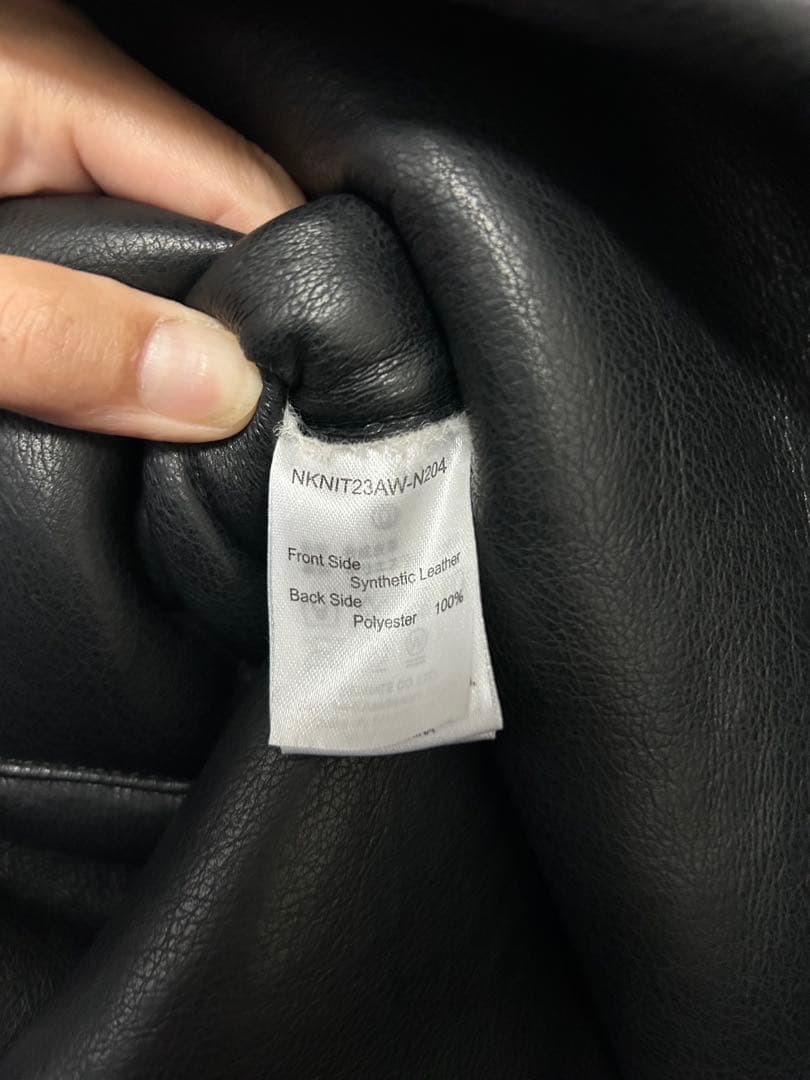 NKNIT23AW-N204
Front Side
Synthetic Leather
Back Side
Polyester 100%